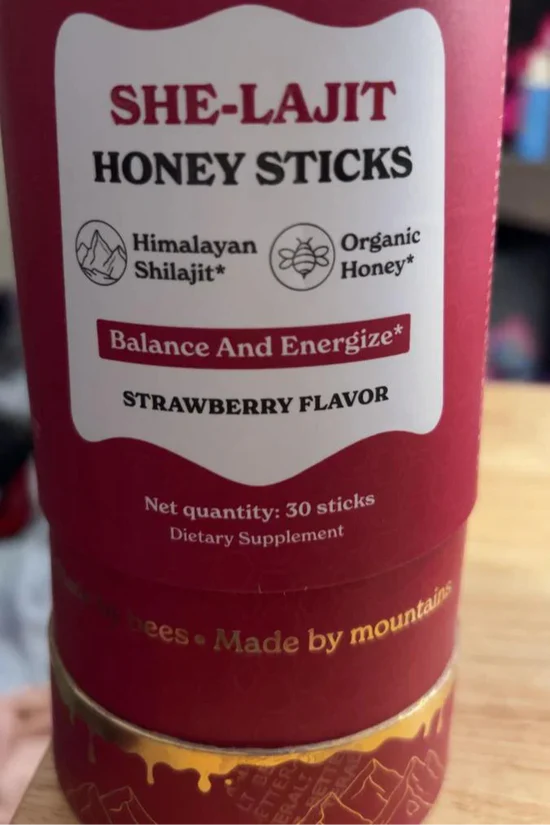 SHE-LAJIT
HONEY STICKS
Himalayan
Shilajit*
Organic
Honey*
Balance And Energize*
STRAWBERRY FLAVOR
Net quantity: 30 sticks
Dietary Supplement
bees • Made by mountains